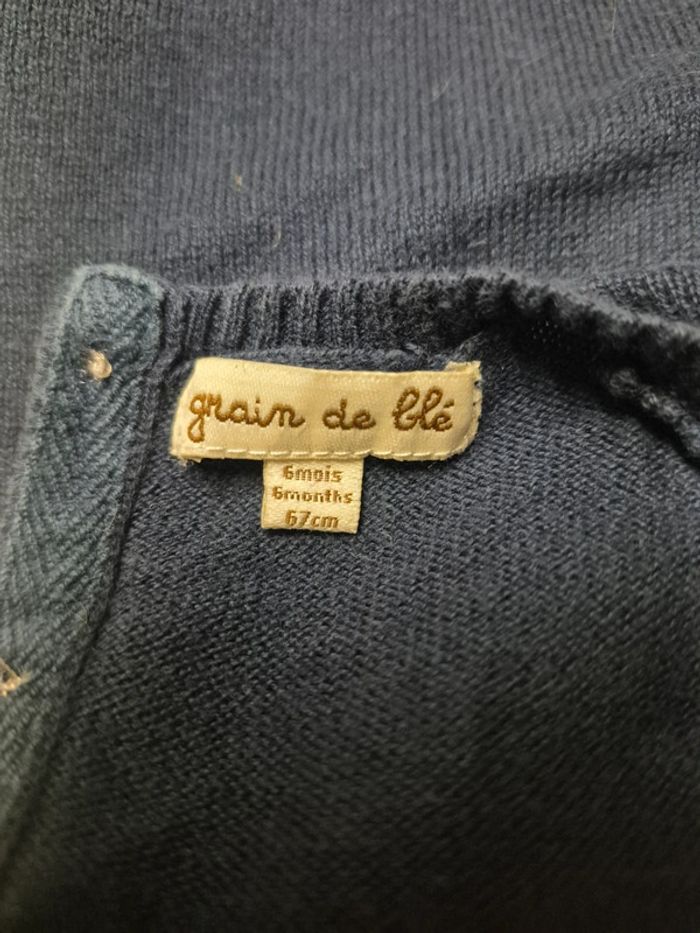 grain de blé
6mois
6months
67cm